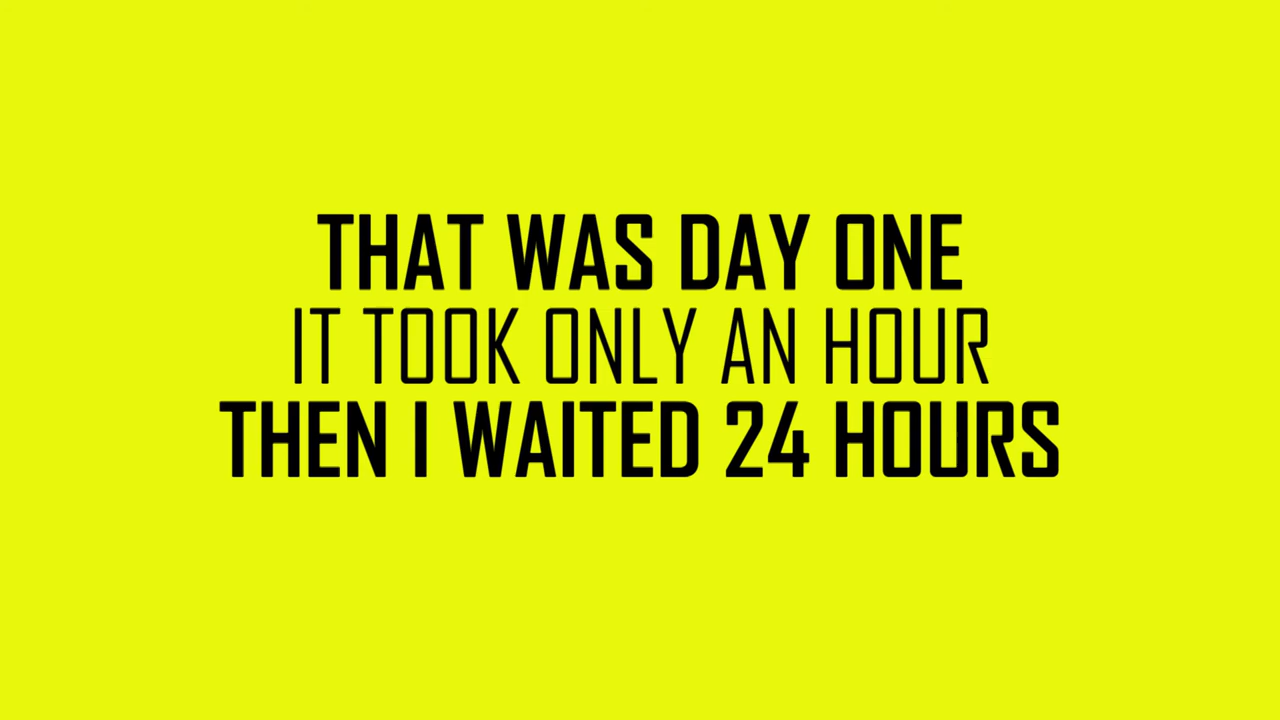 THAT WAS DAY ONE
IT TOOK ONLY AN HOUR
THEN I WAITED 24 HOURS